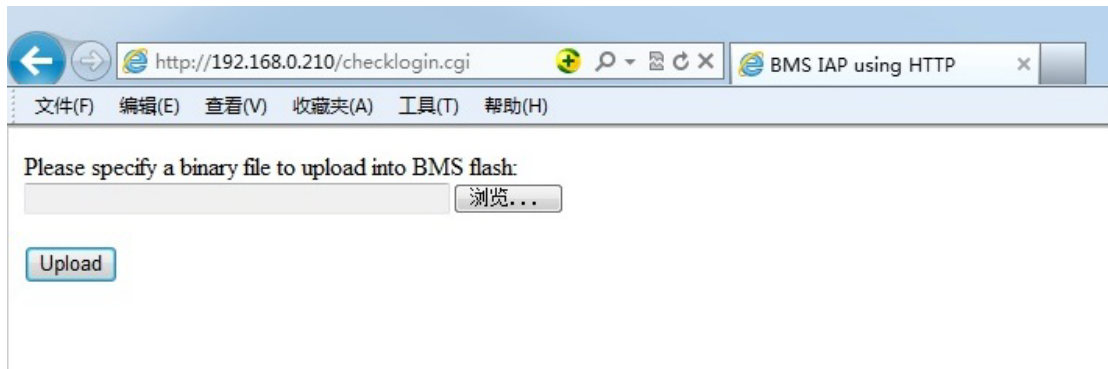 http://192.168.0.210/checklogin.cgi
BMS IAP using HTTP
文件(F) 编辑(E) 查看(V) 收藏夹(A) 工具(T) 帮助(H)
Please specify a binary file to upload into BMS flash:
浏览...
Upload